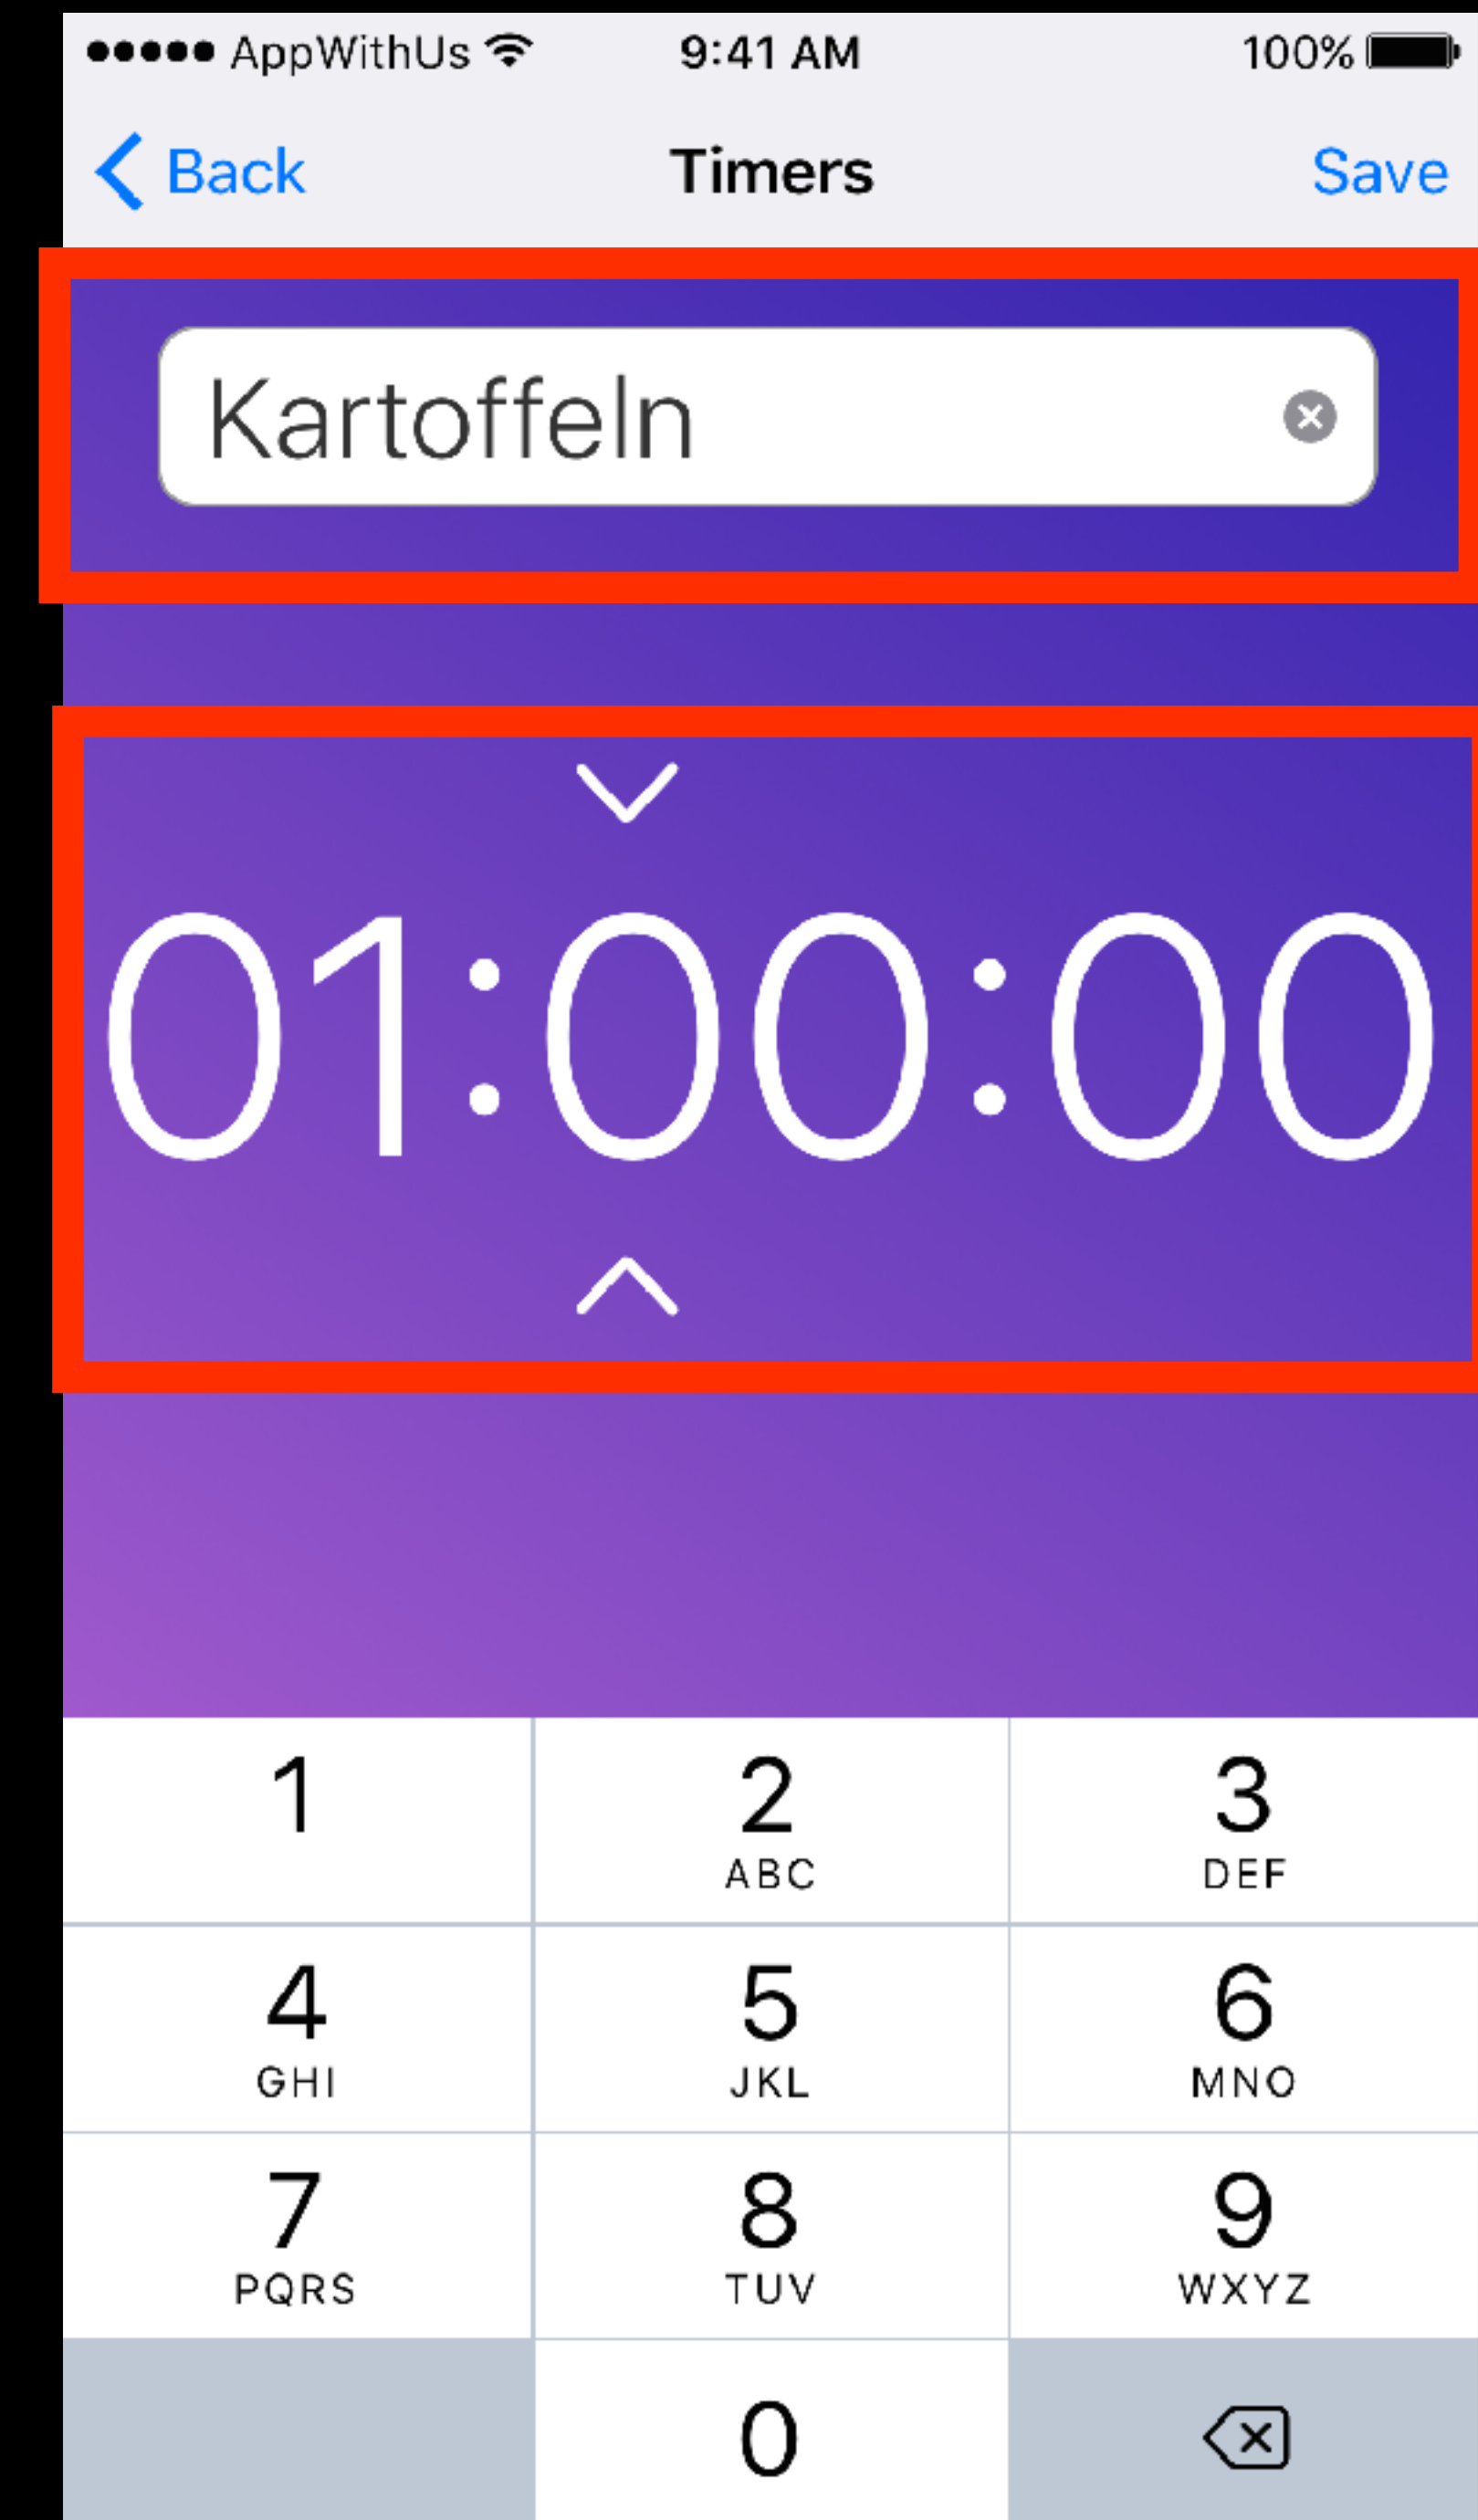 AppWithUs 9:41 AM 100%
Back Timers Save
Kartoffeln
01:00:00
1 2 3
ABC DEF
4 5 6
GHI JKL MNO
7 8 9
PQRS TUV WXYZ
0